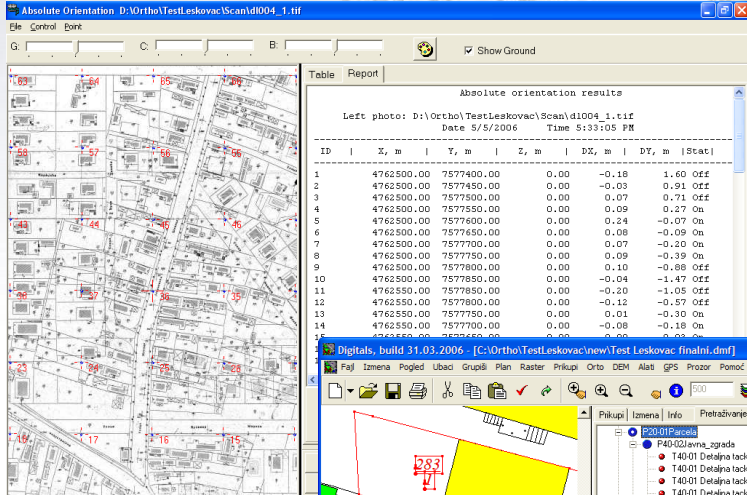 Absolute Orientation D:\Ortho\TestLeskovac\Scan\dl004_1.tif
File Control Point
G: C: B: Show Ground
Table Report
Absolute orientation results
Left photo: D:\Ortho\TestLeskovac\Scan\dl004_1.tif
Date 5/5/2006 Time 5:33:05 PM
ID | X, m | Y, m | Z, m | DX, m | DY, m |Stat|
1 4762500.00 7577400.00 0.00 -0.18 1.60 Off
2 4762500.00 7577450.00 0.00 -0.03 0.91 Off
3 4762500.00 7577500.00 0.00 0.07 0.71 Off
4 4762500.00 7577550.00 0.00 0.09 0.27 On
5 4762500.00 7577600.00 0.00 0.24 -0.07 On
6 4762500.00 7577650.00 0.00 0.08 -0.09 On
7 4762500.00 7577700.00 0.00 0.07 -0.20 On
8 4762500.00 7577750.00 0.00 0.09 -0.39 On
9 4762500.00 7577800.00 0.00 0.10 -0.88 Off
10 4762500.00 7577850.00 0.00 -0.04 -1.47 Off
11 4762550.00 7577850.00 0.00 -0.20 -1.05 Off
12 4762550.00 7577800.00 0.00 -0.12 -0.57 Off
13 4762550.00 7577750.00 0.00 0.01 -0.30 On
14 4762550.00 7577700.00 0.00 -0.08 -0.18 On
63 64 65 66
58 57 56 55
43 44 45 46
38 37 36 35
23 24 25 26
18 17 16 15
Digitals, build 31.03.2006 - [C:\Ortho\TestLeskovac\new\Test Leskovac finalni.dmf]
Fajl Izmena Pogled Ubaci Grupiši Plan Raster Prikupi Orto DEM Alati GPS Prozor Pomoć
500
Prikupi Izmena Info Pretraživanje
P20-01Parcela
P40-02Javna_zgrada
T40-01 Detaljna tack
T40-01 Detaljna tack
T40-01 Detaljna tack
T40-01 Detaljna tack
283
1